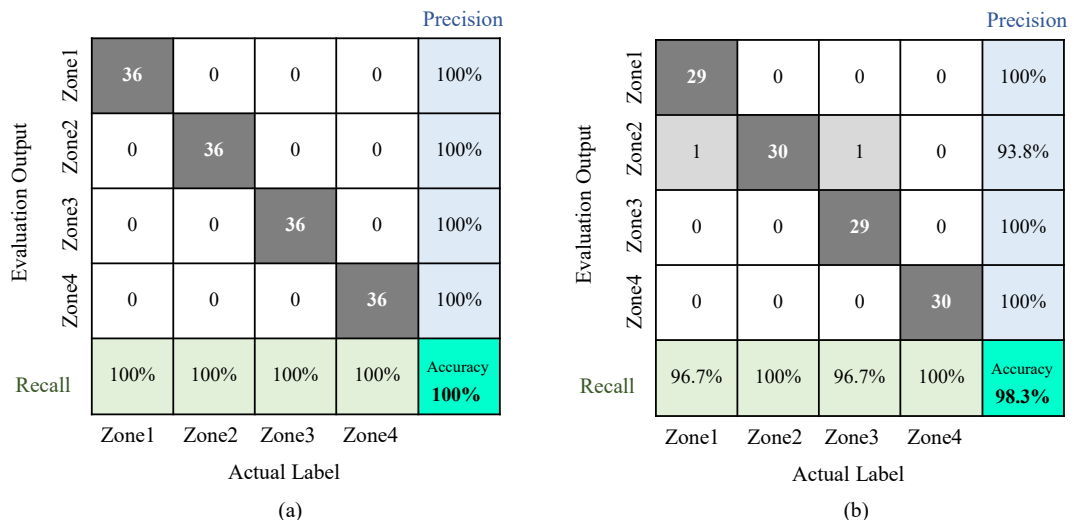 Precision
Zone1 36 0 0 0 100%
Zone2 0 36 0 0 100%
Zone3 0 0 36 0 100%
Zone4 0 0 0 36 100%
Evaluation Output
Recall 100% 100% 100% 100% Accuracy
100%
Zone1 Zone2 Zone3 Zone4
Actual Label
(a)
Precision
Zone1 29 0 0 0 100%
Zone2 1 30 1 0 93.8%
Zone3 0 0 29 0 100%
Zone4 0 0 0 30 100%
Evaluation Output
Recall 96.7% 100% 96.7% 100% Accuracy
98.3%
Zone1 Zone2 Zone3 Zone4
Actual Label
(b)